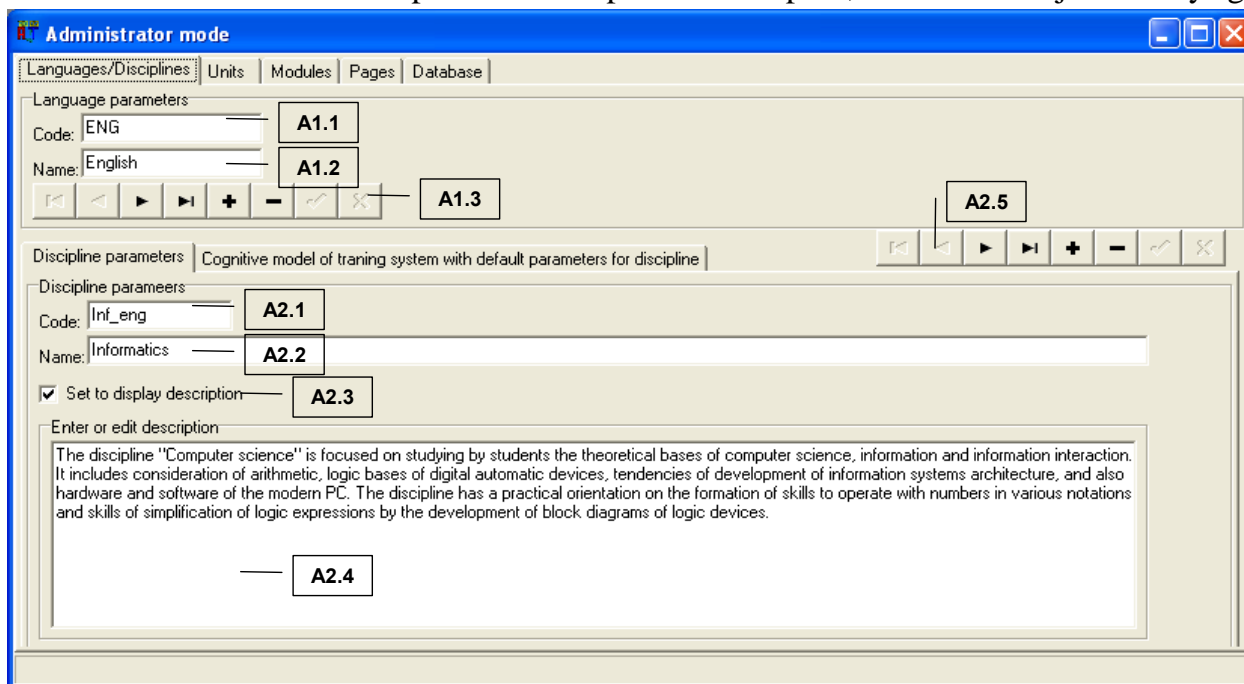 Administrator mode
Languages/Disciplines Units Modules Pages Database
Language parameters
Code: ENG A1.1
Name: English A1.2
A1.3
A2.5
Discipline parameters Cognitive model of traning system with default parameters for discipline
Discipline parameers
Code: Inf_eng A2.1
Name: Informatics A2.2
Set to display description A2.3
Enter or edit description
The discipline "Computer science" is focused on studying by students the theoretical bases of computer science, information and information interaction.
It includes consideration of arithmetic, logic bases of digital automatic devices, tendencies of development of information systems architecture, and also
hardware and software of the modern PC. The discipline has a practical orientation on the formation of skills to operate with numbers in various notations
and skills of simplification of logic expressions by the development of block diagrams of logic devices.
A2.4